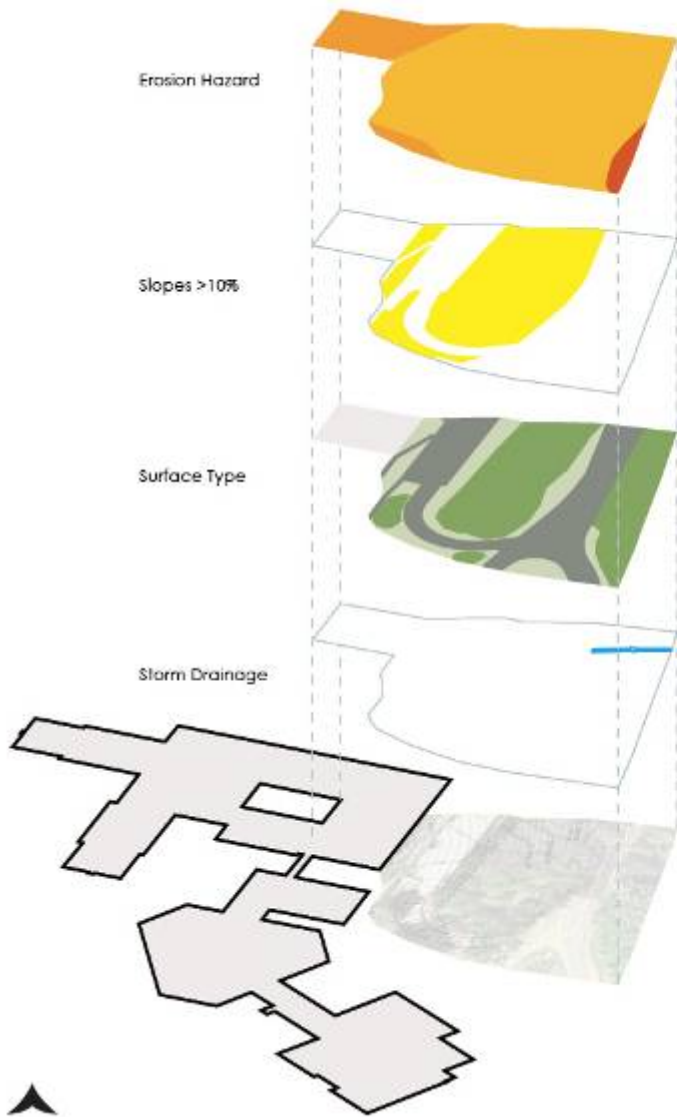 Erosion Hazard
Slopes >10%
Surface Type
Storm Drainage